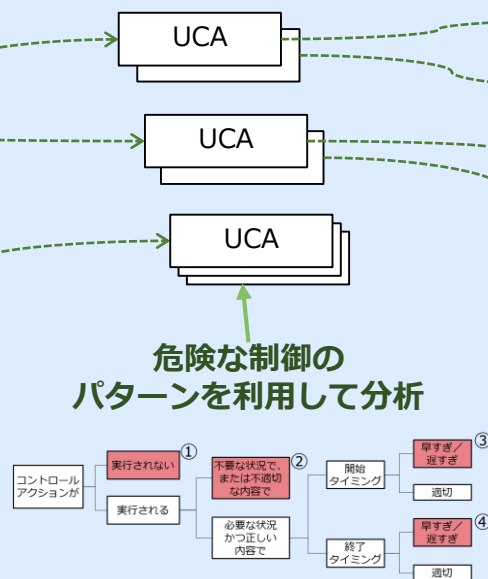 UCA
UCA
UCA
危険な制御の
パターンを利用して分析
コントロール
アクションが
実行されない
①
実行される
不要な状況で、
または不適切
な内容で
②
必要な状況
かつ正しい
内容で
開始
タイミング
早すぎ／
遅すぎ
③
適切
終了
タイミング
早すぎ／
遅すぎ
④
適切